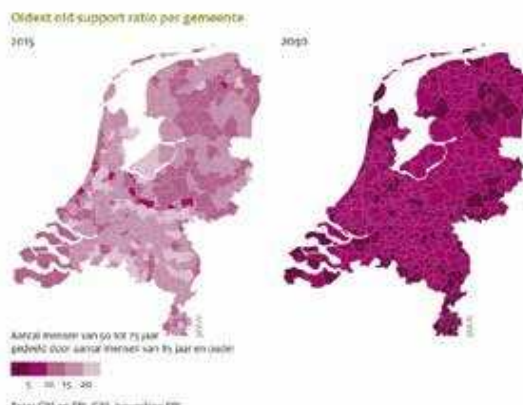 Oldest old support ratio per gemeente
2015
2040
Aantal mensen van 50 tot 75 jaar
gedeeld door aantal mensen van 85 jaar en ouder
5 10 15 20